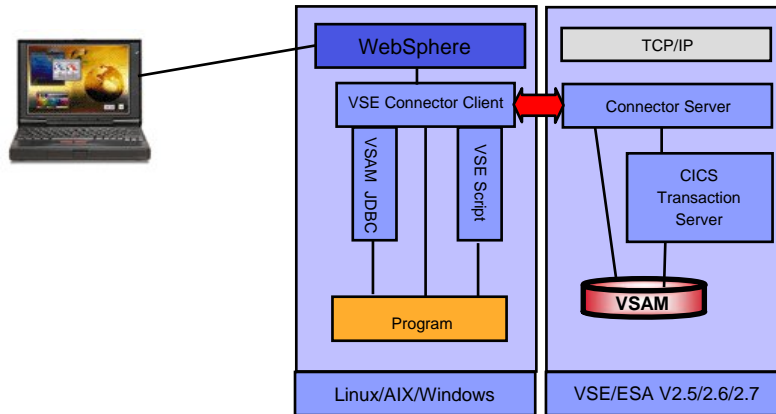 WebSphere
VSE Connector Client
VSAM JDBC
VSE Script
Program
Linux/AIX/Windows
TCP/IP
Connector Server
CICS
Transaction
Server
VSAM
VSE/ESA V2.5/2.6/2.7